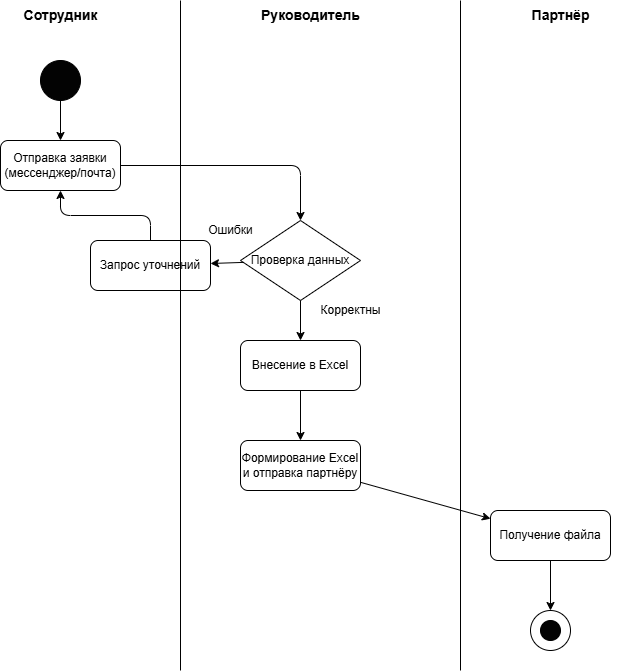 Сотрудник
Руководитель
Партнёр
Отправка заявки
(мессенджер/почта)
Ошибки
Запрос уточнений
Проверка данных
Корректны
Внесение в Excel
Формирование Excel
и отправка партнёру
Получение файла